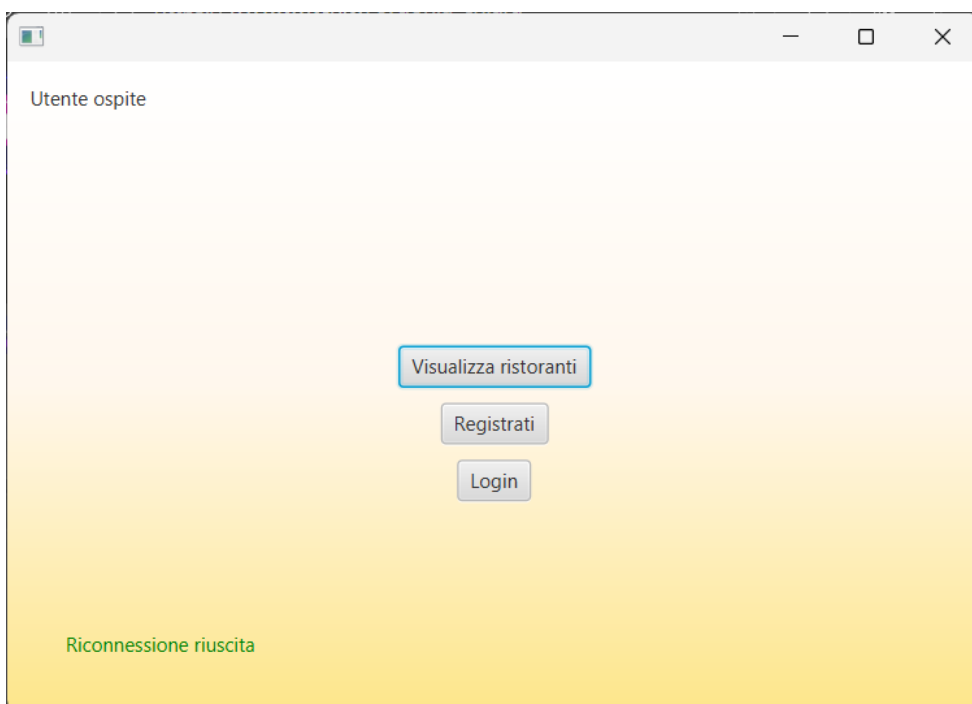 Utente ospite
Visualizza ristoranti
Registrati
Login
Riconnessione riuscita